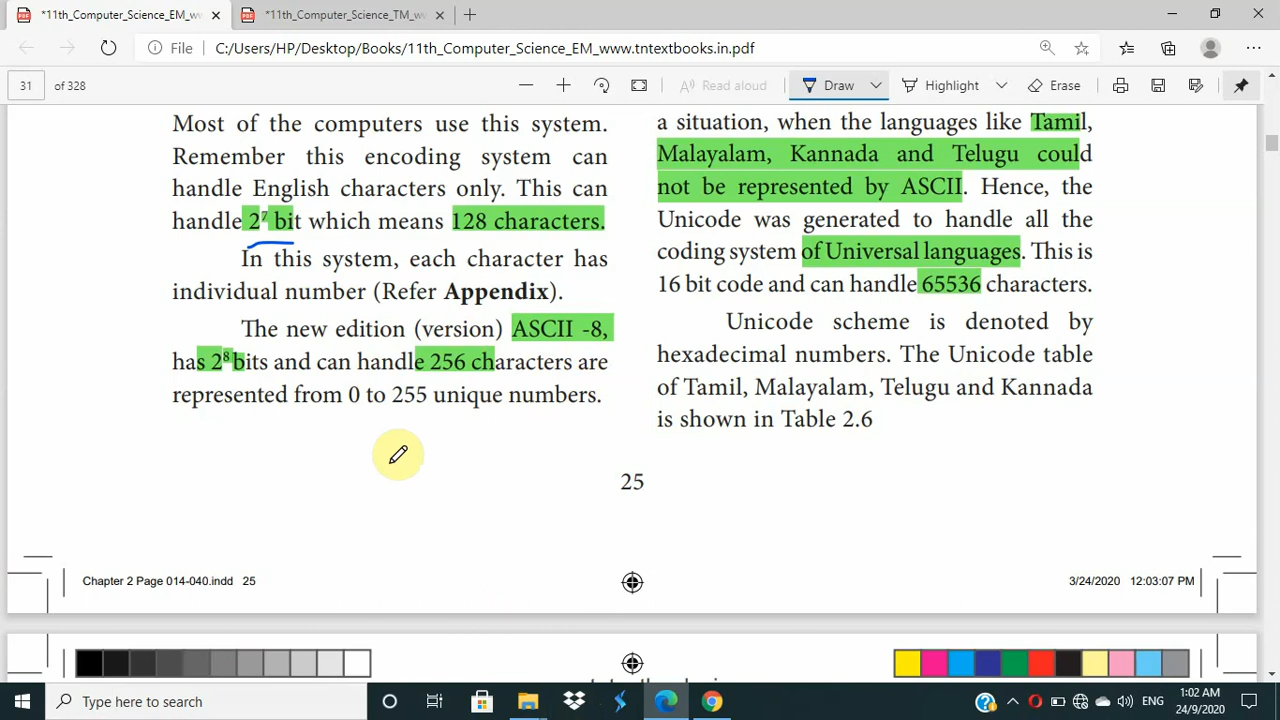 *11th_Computer_Science_EM_w
*11th_Computer_Science_TM_w
File C:/Users/HP/Desktop/Books/11th_Computer_Science_EM_www.tntextbooks.in.pdf
31 of 328 Read aloud Draw Highlight Erase
Most of the computers use this system.
Remember this encoding system can
handle English characters only. This can
handle 2⁷ bit which means 128 characters.
In this system, each character has
individual number (Refer Appendix).
The new edition (version) ASCII -8,
has 2⁸ bits and can handle 256 characters are
represented from 0 to 255 unique numbers.
a situation, when the languages like Tamil,
Malayalam, Kannada and Telugu could
not be represented by ASCII. Hence, the
Unicode was generated to handle all the
coding system of Universal languages. This is
16 bit code and can handle 65536 characters.
Unicode scheme is denoted by
hexadecimal numbers. The Unicode table
of Tamil, Malayalam, Telugu and Kannada
is shown in Table 2.6
25
Chapter 2 Page 014-040.indd 25
3/24/2020 12:03:07 PM
Type here to search
ENG
1:02 AM
24/9/2020